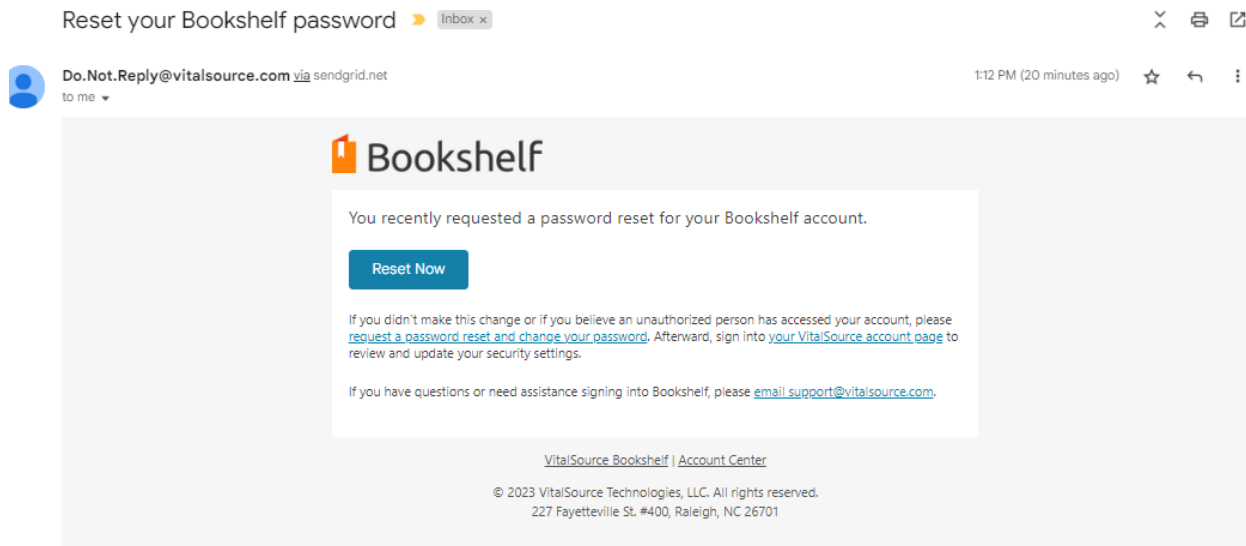 Reset your Bookshelf password Inbox ×
Do.Not.Reply@vitalsource.com via sendgrid.net 1:12 PM (20 minutes ago)
to me
Bookshelf
You recently requested a password reset for your Bookshelf account.
Reset Now
If you didn't make this change or if you believe an unauthorized person has accessed your account, please
request a password reset and change your password. Afterward, sign into your VitalSource account page to
review and update your security settings.
If you have questions or need assistance signing into Bookshelf, please email support@vitalsource.com.
VitalSource Bookshelf | Account Center
© 2023 VitalSource Technologies, LLC. All rights reserved.
227 Fayetteville St. #400, Raleigh, NC 26701